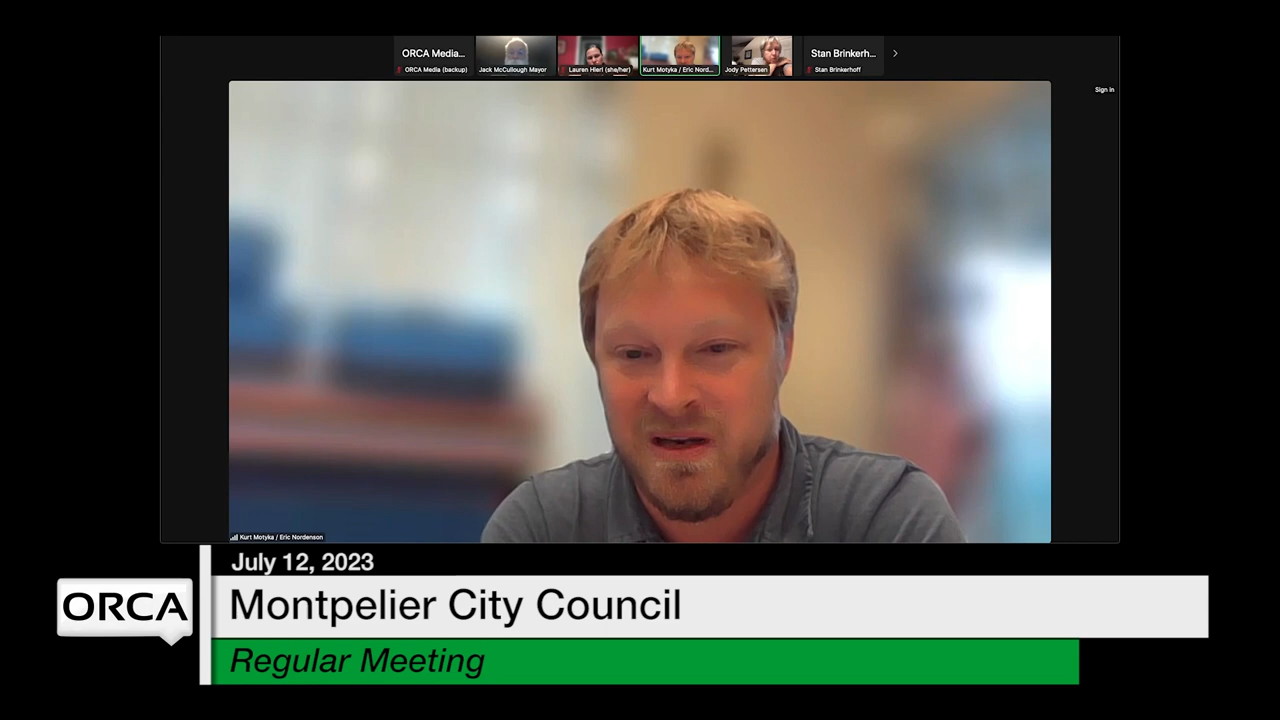 ORCA Media...
Stan Brinkerh...
ORCA Media (backup)
Jack McCullough Mayor
Lauren Hierl (she/her)
Kurt Motyka / Eric Nord...
Jody Pettersen
Stan Brinkerhoff
Sign in
Kurt Motyka / Eric Nordenson
July 12, 2023
ORCA
Montpelier City Council
Regular Meeting